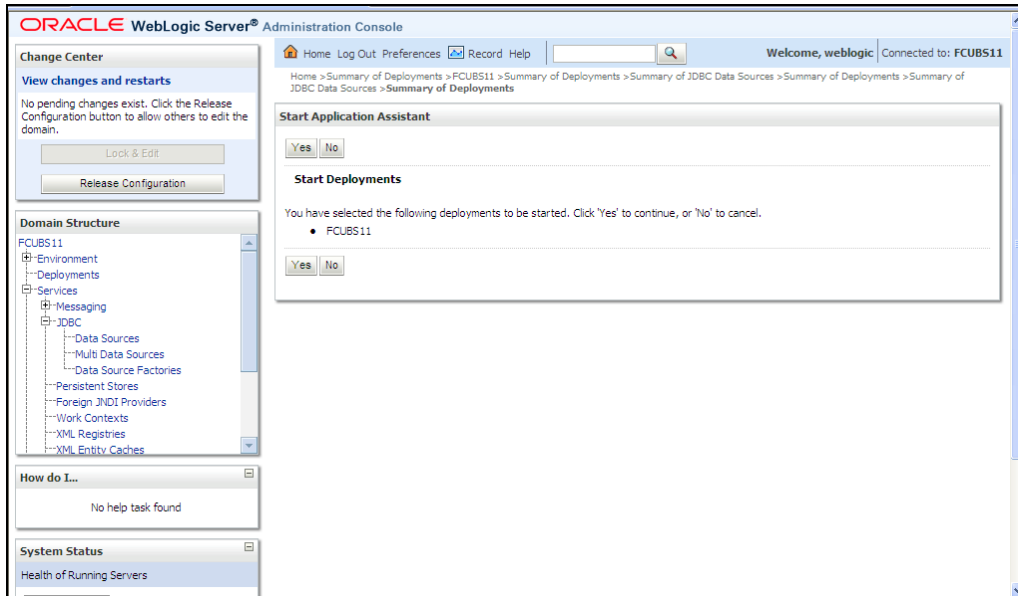 ORACLE WebLogic Server® Administration Console
Change Center
View changes and restarts
No pending changes exist. Click the Release
Configuration button to allow others to edit the
domain.
Lock & Edit
Release Configuration
Domain Structure
FCUBS11
Environment
Deployments
Services
Messaging
JDBC
Data Sources
Multi Data Sources
Data Source Factories
Persistent Stores
Foreign JNDI Providers
Work Contexts
XML Registries
XML Entity Caches
How do I...
No help task found
System Status
Health of Running Servers
Home Log Out Preferences Record Help
Welcome, weblogic Connected to: FCUBS11
Home >Summary of Deployments >FCUBS11 >Summary of Deployments >Summary of JDBC Data Sources >Summary of Deployments >Summary of
JDBC Data Sources >Summary of Deployments
Start Application Assistant
Yes No
Start Deployments
You have selected the following deployments to be started. Click 'Yes' to continue, or 'No' to cancel.
• FCUBS11
Yes No